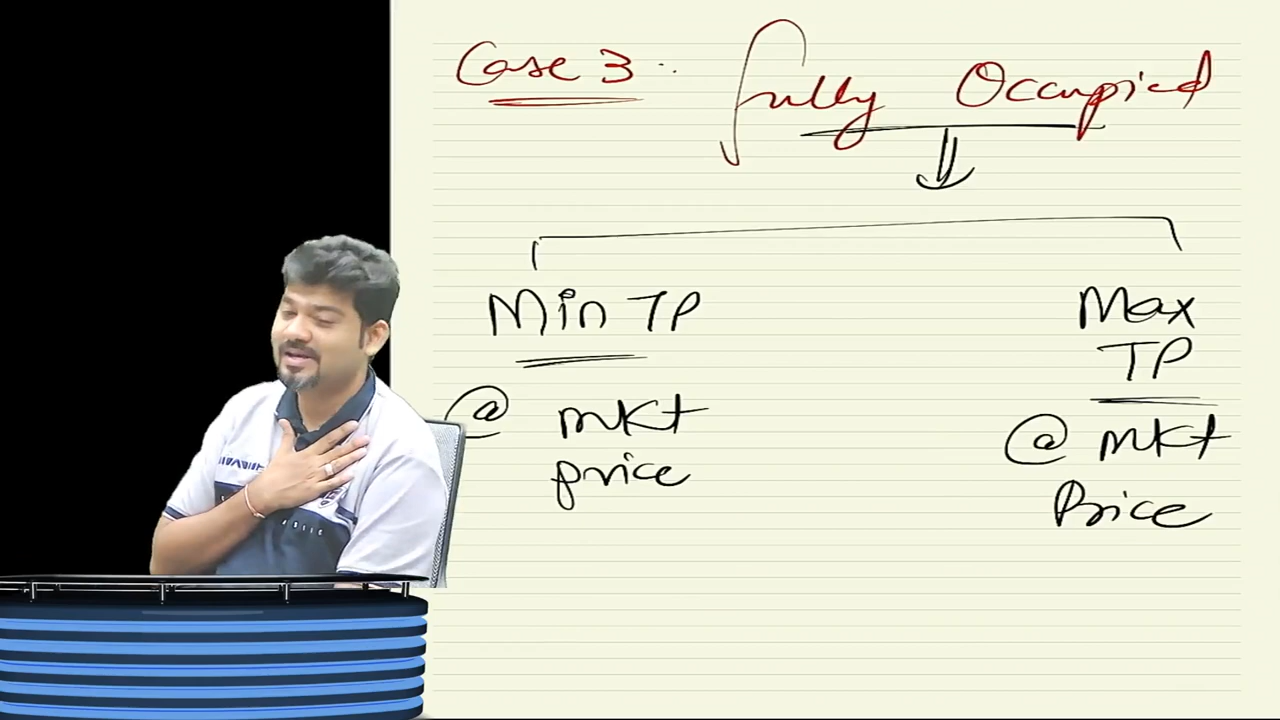 Case 3 : fully Occupied
Min TP
@ mkt
price
Max
TP
@ mkt
Price